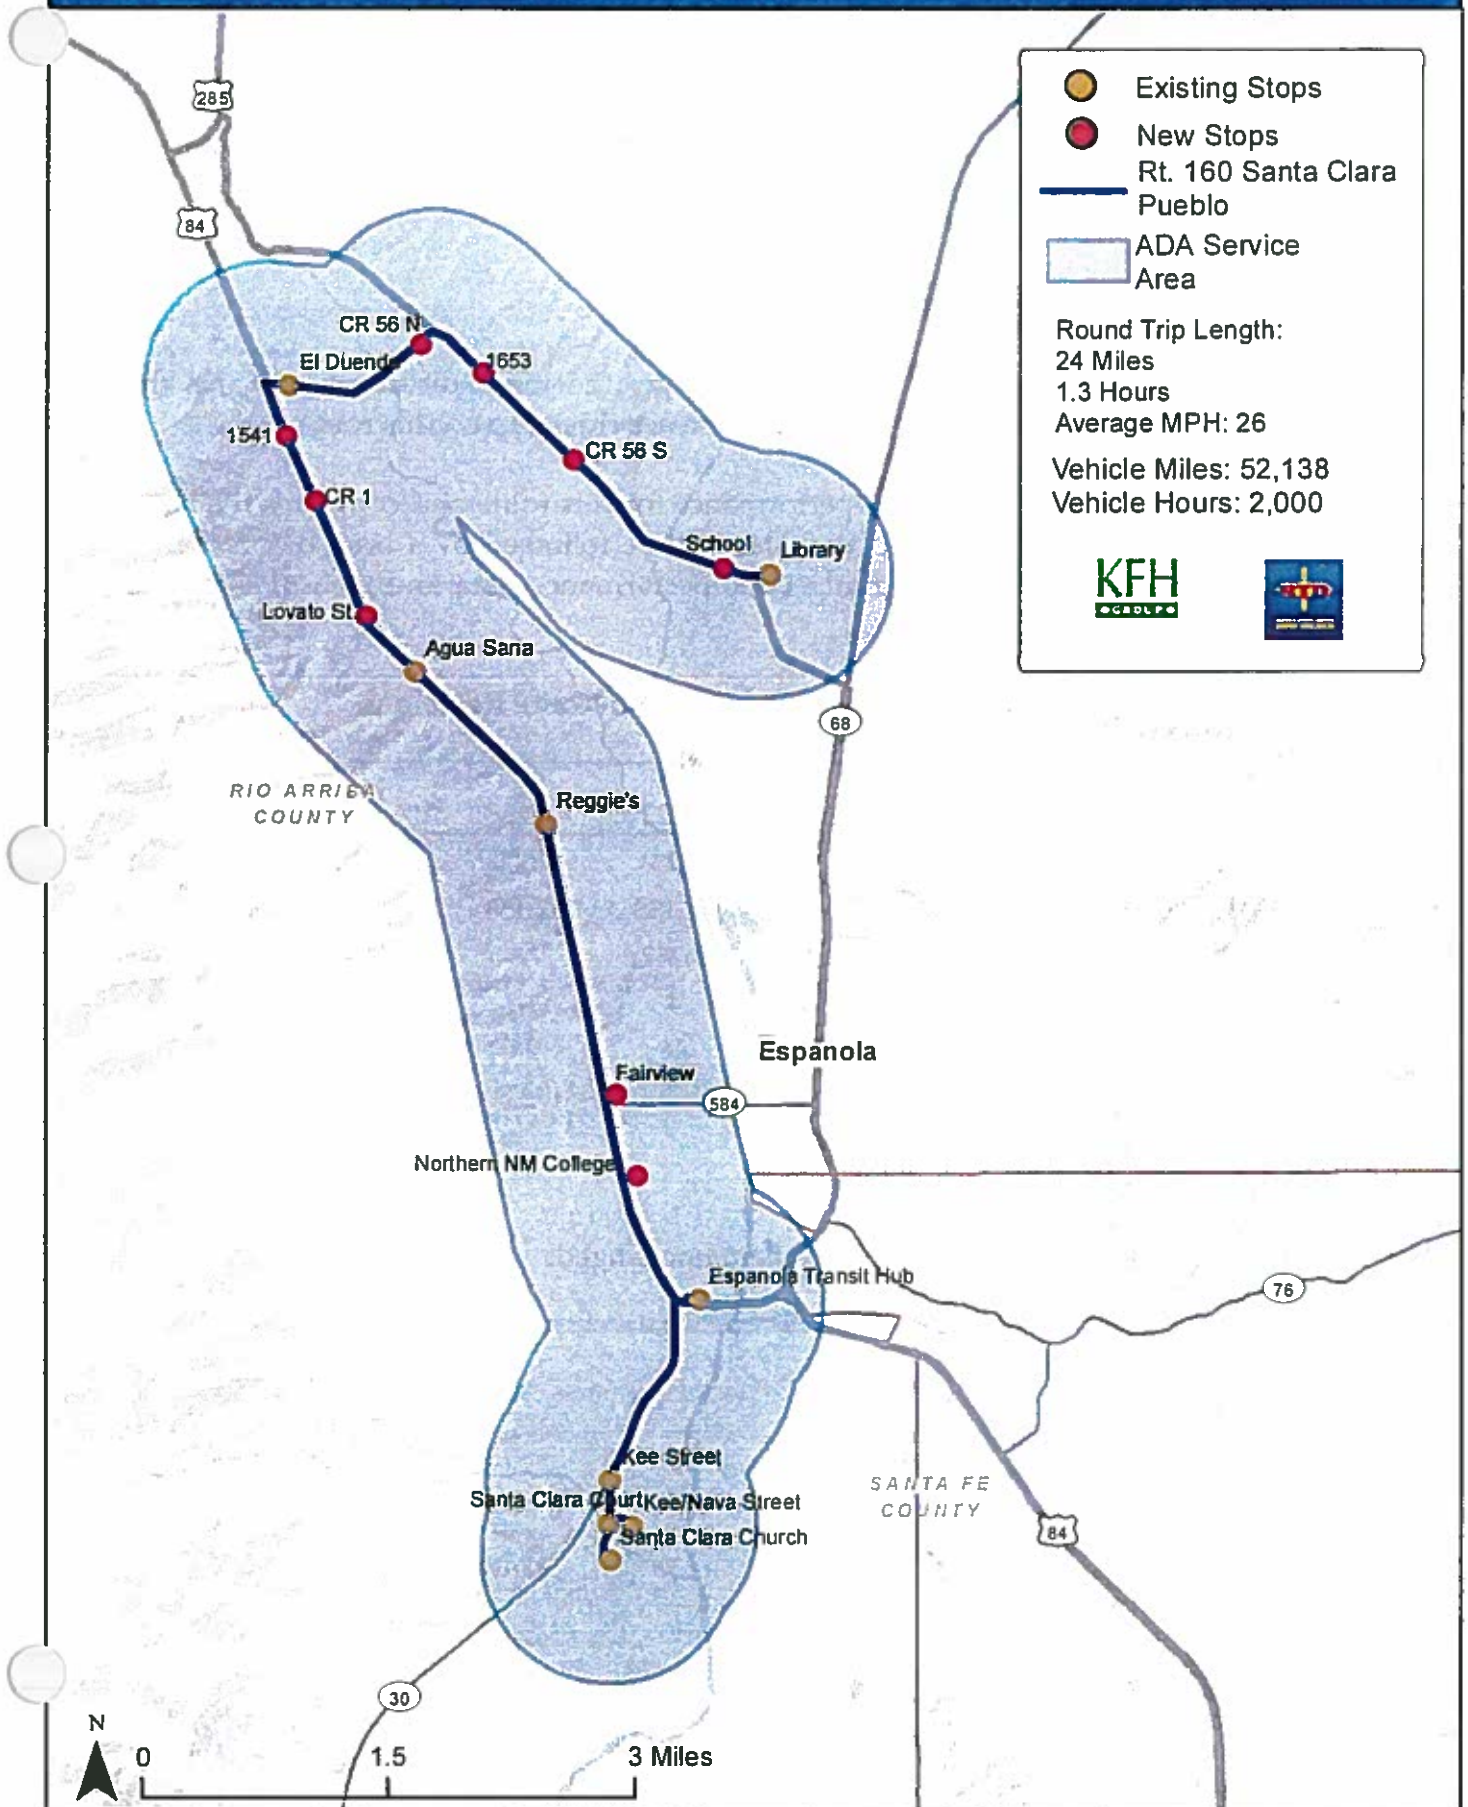 Existing Stops
New Stops
Rt. 160 Santa Clara
Pueblo
ADA Service
Area
Round Trip Length:
24 Miles
1.3 Hours
Average MPH: 26
Vehicle Miles: 52,138
Vehicle Hours: 2,000
KFH
GROUP
285
84
CR 56 N
El Duende
1653
1541
CR 56 S
CR 1
School
Library
Lovato St.
Agua Sana
68
RIO ARRIBA
COUNTY
Reggie's
Espanola
Fairview
584
Northern NM College
Espanola Transit Hub
76
Kee Street
Santa Clara Court
Kee/Nava Street
Santa Clara Church
SANTA FE
COUNTY
84
30
N
0
1.5
3 Miles